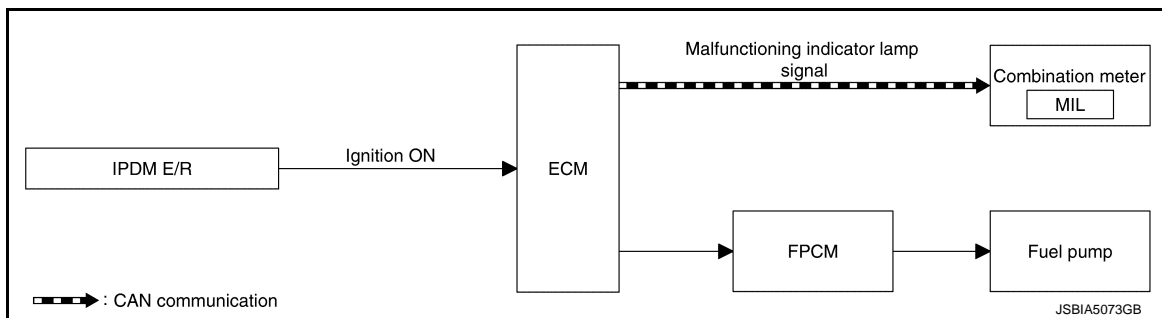 Malfunctioning indicator lamp
signal
Combination meter
MIL
Ignition ON
IPDM E/R
ECM
FPCM
Fuel pump
: CAN communication
JSBIA5073GB